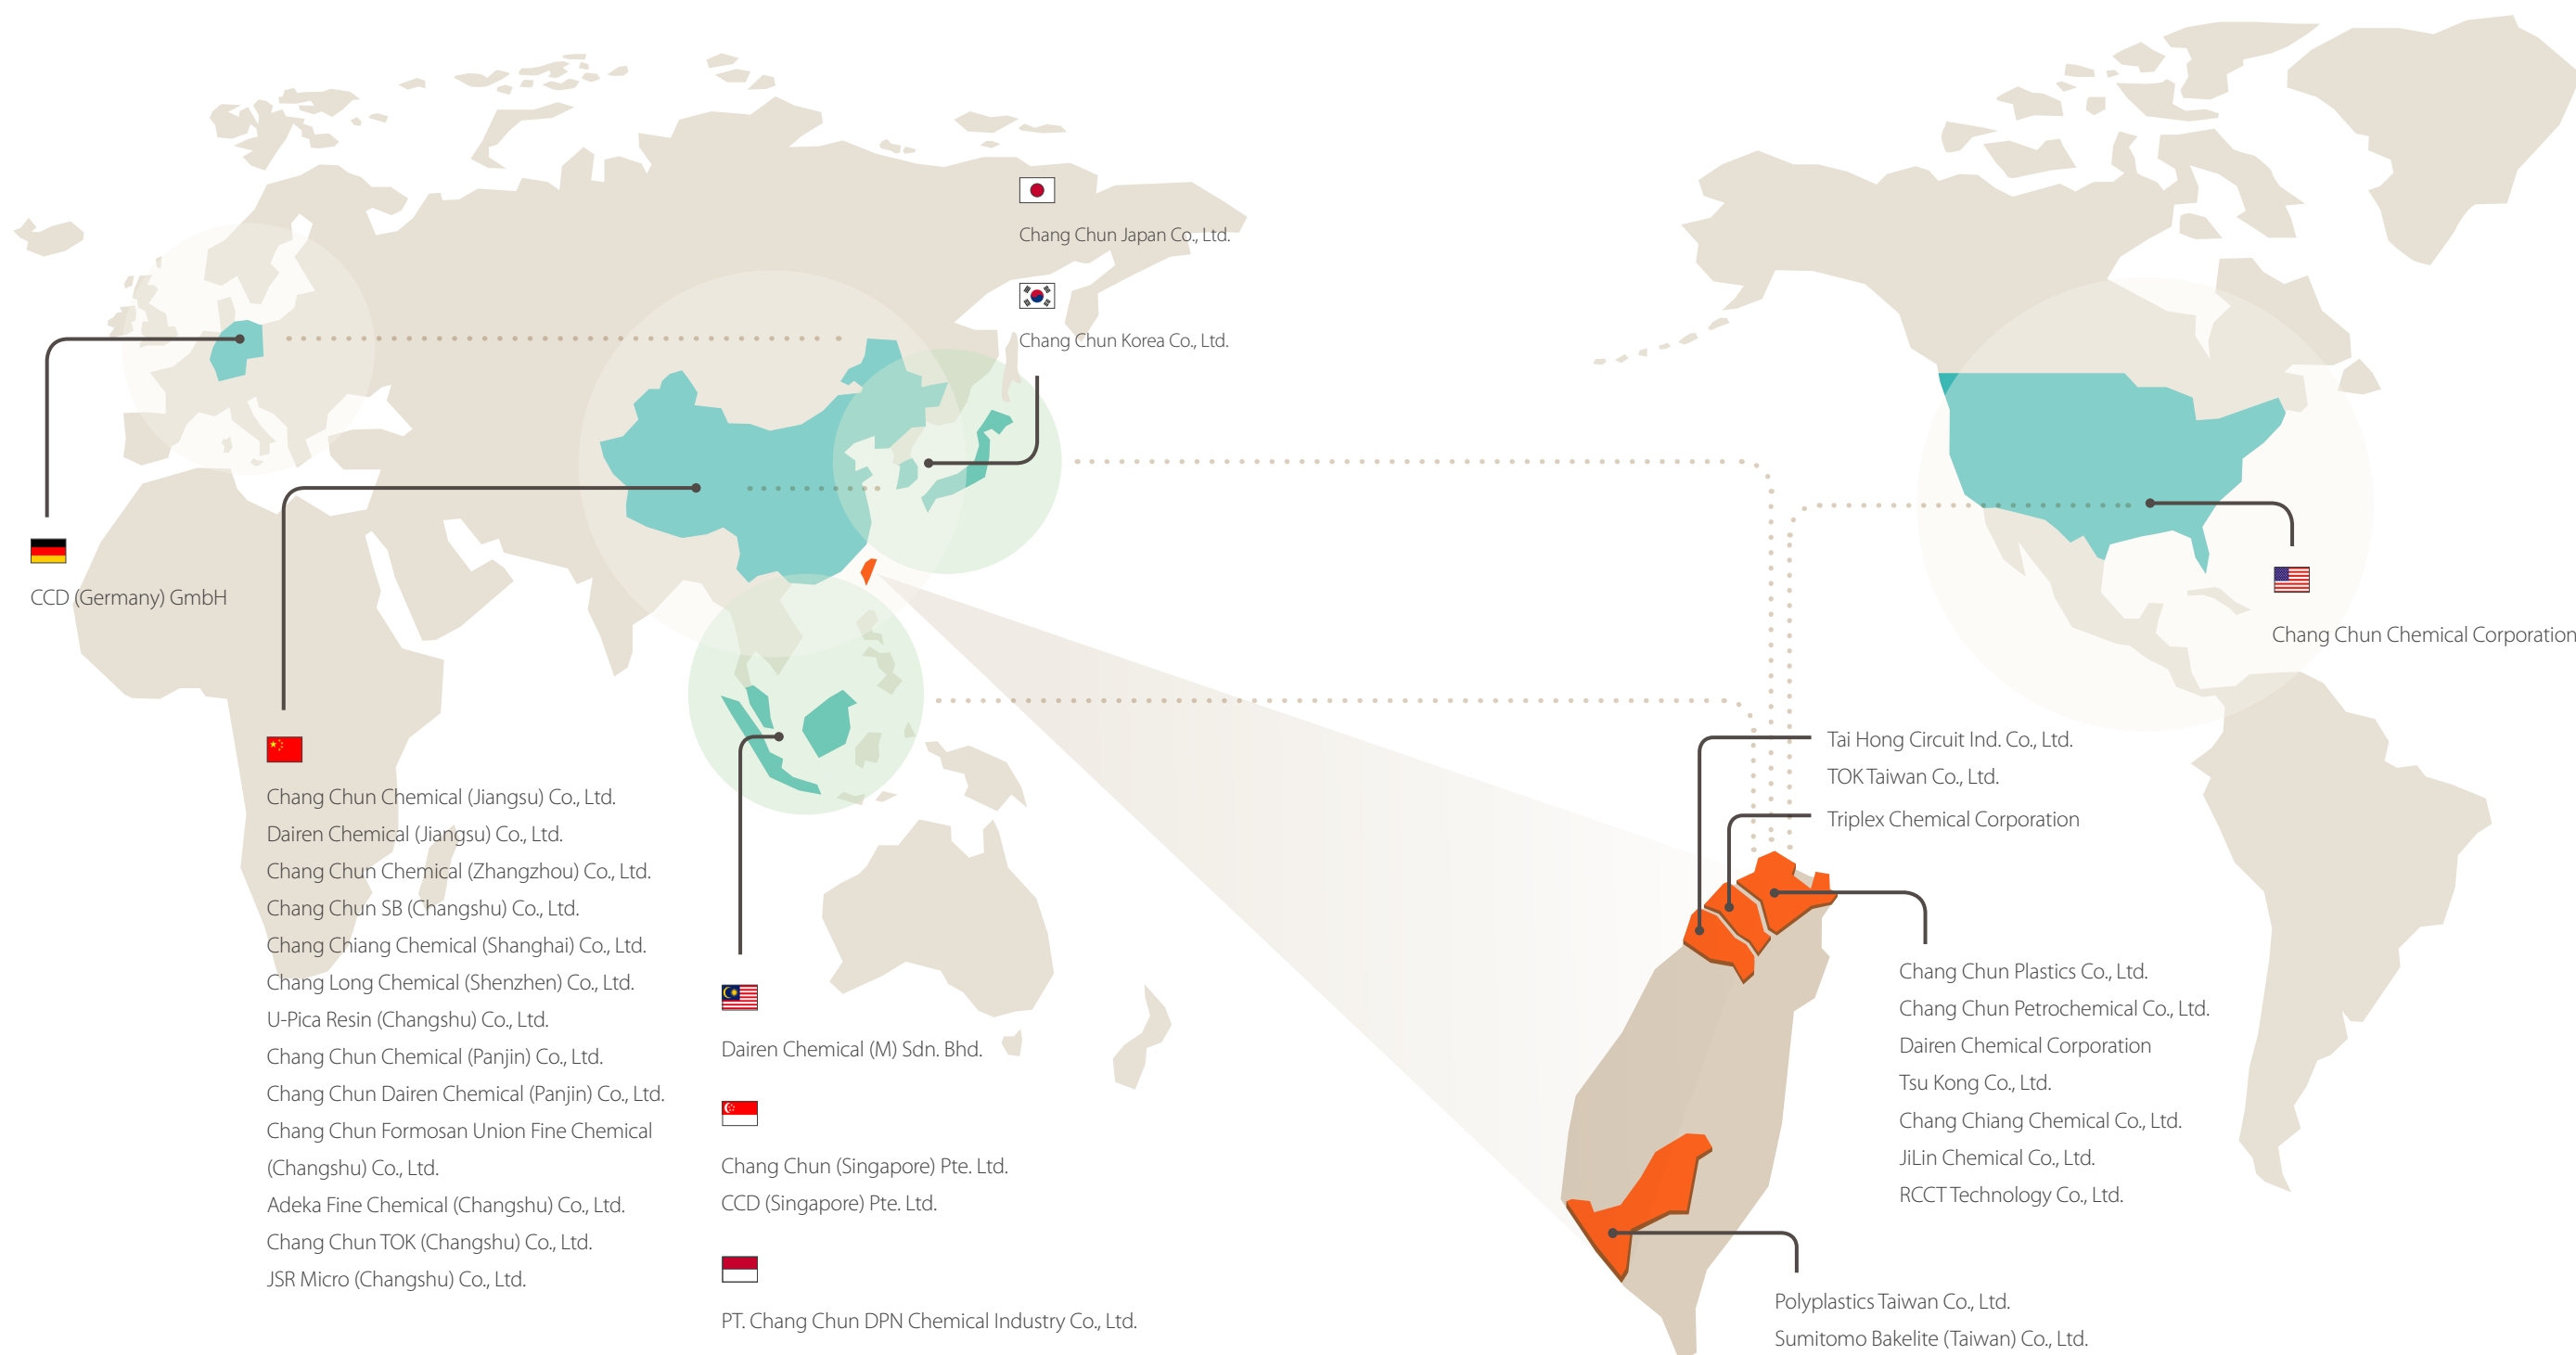 Chang Chun Japan Co., Ltd.
Chang Chun Korea Co., Ltd.
CCD (Germany) GmbH
Chang Chun Chemical Corporation
Chang Chun Chemical (Jiangsu) Co., Ltd.
Dairen Chemical (Jiangsu) Co., Ltd.
Chang Chun Chemical (Zhangzhou) Co., Ltd.
Chang Chun SB (Changshu) Co., Ltd.
Chang Chiang Chemical (Shanghai) Co., Ltd.
Chang Long Chemical (Shenzhen) Co., Ltd.
U-Pica Resin (Changshu) Co., Ltd.
Chang Chun Chemical (Panjin) Co., Ltd.
Chang Chun Dairen Chemical (Panjin) Co., Ltd.
Chang Chun Formosan Union Fine Chemical
(Changshu) Co., Ltd.
Adeka Fine Chemical (Changshu) Co., Ltd.
Chang Chun TOK (Changshu) Co., Ltd.
JSR Micro (Changshu) Co., Ltd.
Dairen Chemical (M) Sdn. Bhd.
Chang Chun (Singapore) Pte. Ltd.
CCD (Singapore) Pte. Ltd.
PT. Chang Chun DPN Chemical Industry Co., Ltd.
Tai Hong Circuit Ind. Co., Ltd.
TOK Taiwan Co., Ltd.
Triplex Chemical Corporation
Chang Chun Plastics Co., Ltd.
Chang Chun Petrochemical Co., Ltd.
Dairen Chemical Corporation
Tsu Kong Co., Ltd.
Chang Chiang Chemical Co., Ltd.
JiLin Chemical Co., Ltd.
RCCT Technology Co., Ltd.
Polyplastics Taiwan Co., Ltd.
Sumitomo Bakelite (Taiwan) Co., Ltd.